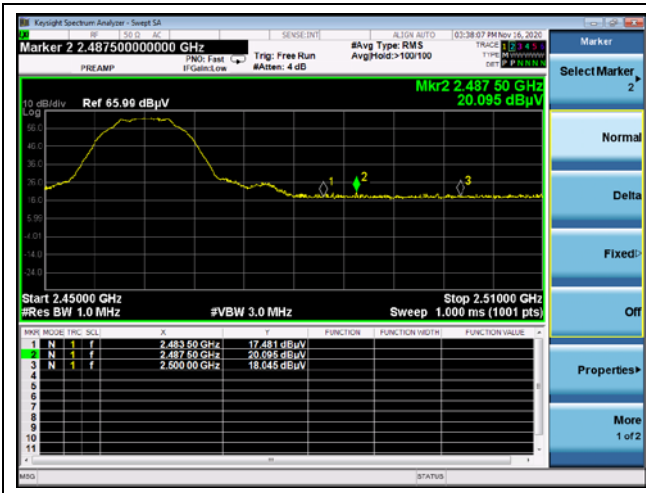 Keysight Spectrum Analyzer - Swept SA
RF 50 Ω AC SENSE:INT ALIGN AUTO 03:38:07 PM Nov 16, 2020
Marker 2 2.487500000000 GHz
PREAMP
PNO: Fast
IFGain:Low
Trig: Free Run
#Atten: 4 dB
#Avg Type: RMS
Avg|Hold:>100/100
TRACE 1 2 3 4 5 6
TYPE
DET P P N N N N
Mkr2 2.487 50 GHz
20.095 dBµV
10 dB/div Ref 65.99 dBµV
Log
56.0
46.0
36.0
26.0
16.0
5.99
-4.01
-14.0
-24.0
1
2
3
Start 2.45000 GHz Stop 2.51000 GHz
#Res BW 1.0 MHz #VBW 3.0 MHz Sweep 1.000 ms (1001 pts)
MKR MODE TRC SCL X Y FUNCTION FUNCTION WIDTH FUNCTION VALUE
1 N 1 f 2.483 50 GHz 17.481 dBµV
2 N 1 f 2.487 50 GHz 20.095 dBµV
3 N 1 f 2.500 00 GHz 18.045 dBµV
4
5
6
7
8
9
10
11
MSG STATUS
Marker
Select Marker
2
Normal
Delta
Fixed
Off
Properties
More
1 of 2